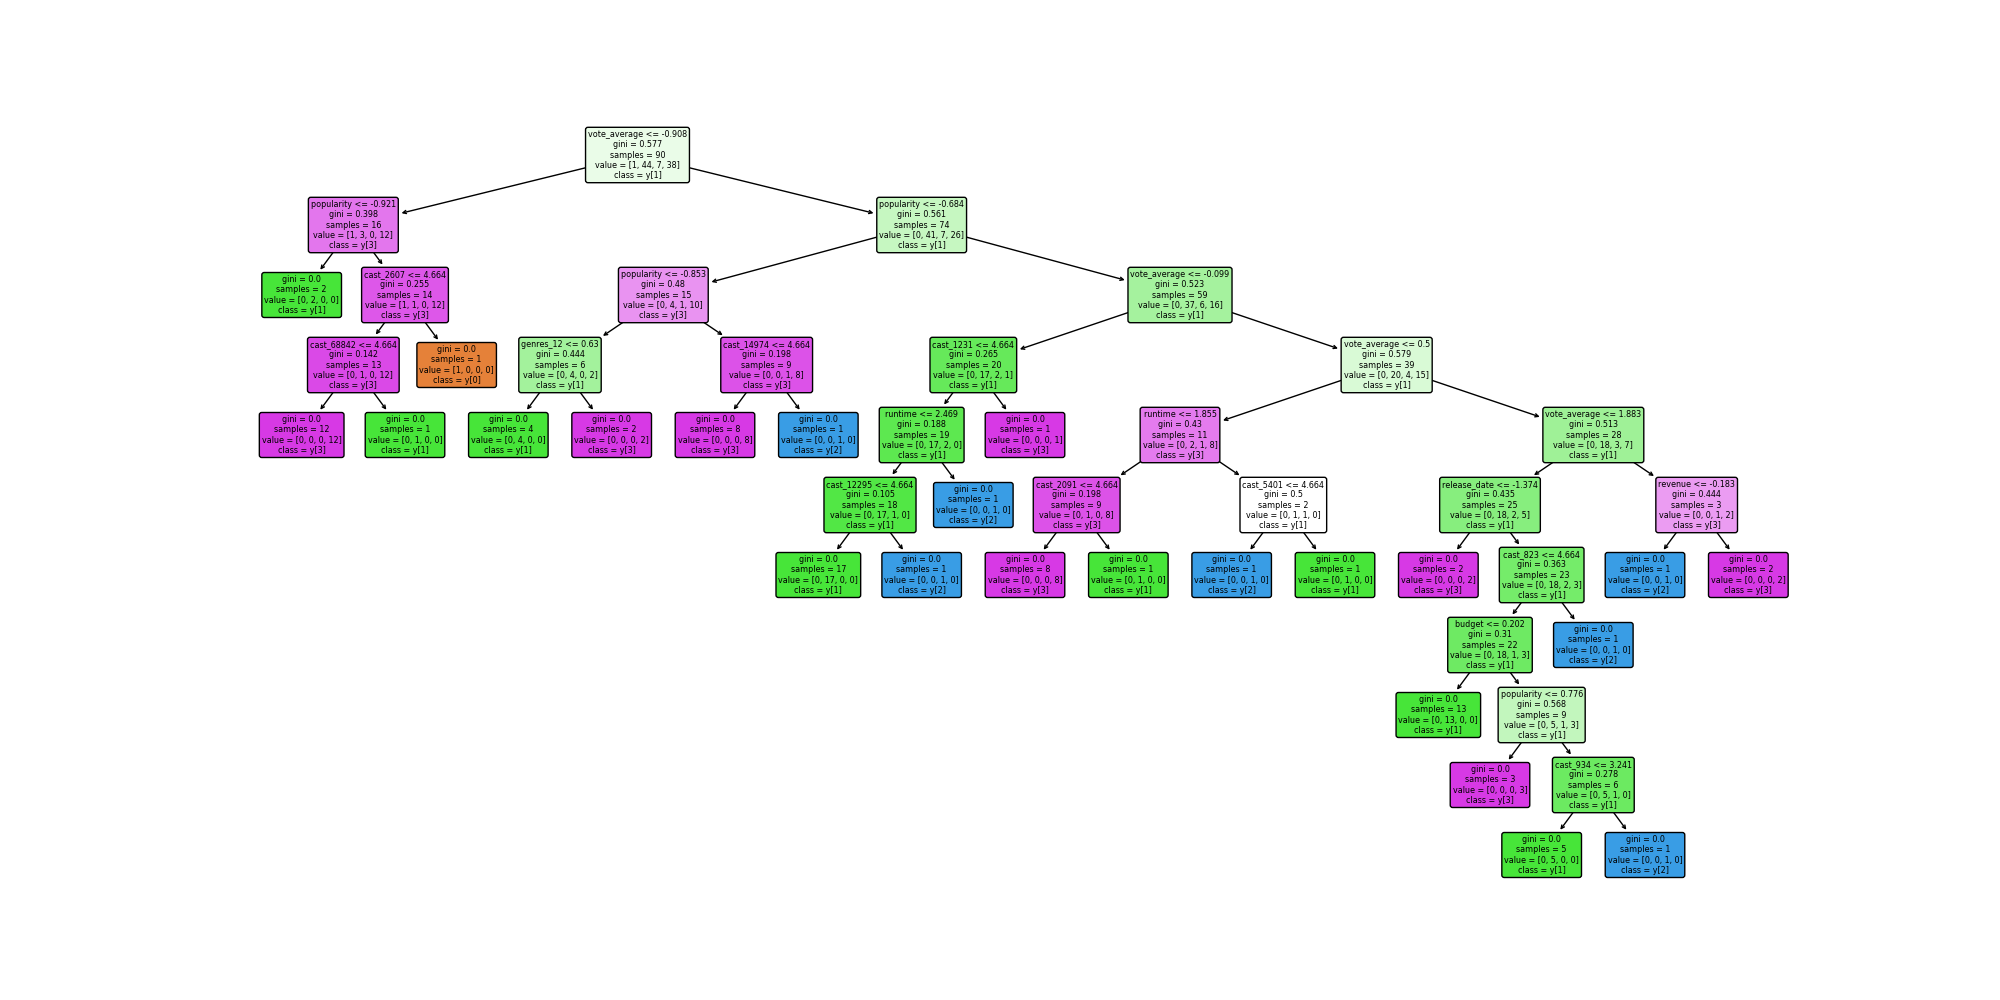 vote_average <= -0.908
gini = 0.577
samples = 90
value = [1, 44, 7, 38]
class = y[1]
popularity <= -0.921
gini = 0.398
samples = 16
value = [1, 3, 0, 12]
class = y[3]
popularity <= -0.684
gini = 0.561
samples = 74
value = [0, 41, 7, 26]
class = y[1]
gini = 0.0
samples = 2
value = [0, 2, 0, 0]
class = y[1]
cast_2607 <= 4.664
gini = 0.255
samples = 14
value = [1, 1, 0, 12]
class = y[3]
popularity <= -0.853
gini = 0.48
samples = 15
value = [0, 4, 1, 10]
class = y[3]
vote_average <= -0.099
gini = 0.523
samples = 59
value = [0, 37, 6, 16]
class = y[1]
cast_68842 <= 4.664
gini = 0.142
samples = 13
value = [0, 1, 0, 12]
class = y[3]
gini = 0.0
samples = 1
value = [1, 0, 0, 0]
class = y[0]
genres_12 <= 0.63
gini = 0.444
samples = 6
value = [0, 4, 0, 2]
class = y[1]
cast_14974 <= 4.664
gini = 0.198
samples = 9
value = [0, 0, 1, 8]
class = y[3]
cast_1231 <= 4.664
gini = 0.265
samples = 20
value = [0, 17, 2, 1]
class = y[1]
vote_average <= 0.5
gini = 0.579
samples = 39
value = [0, 20, 4, 15]
class = y[1]
gini = 0.0
samples = 12
value = [0, 0, 0, 12]
class = y[3]
gini = 0.0
samples = 1
value = [0, 1, 0, 0]
class = y[1]
gini = 0.0
samples = 4
value = [0, 4, 0, 0]
class = y[1]
gini = 0.0
samples = 2
value = [0, 0, 0, 2]
class = y[3]
gini = 0.0
samples = 8
value = [0, 0, 0, 8]
class = y[3]
gini = 0.0
samples = 1
value = [0, 0, 1, 0]
class = y[2]
runtime <= 2.469
gini = 0.188
samples = 19
value = [0, 17, 2, 0]
class = y[1]
gini = 0.0
samples = 1
value = [0, 0, 0, 1]
class = y[3]
runtime <= 1.855
gini = 0.43
samples = 11
value = [0, 2, 1, 8]
class = y[3]
vote_average <= 1.883
gini = 0.513
samples = 28
value = [0, 18, 3, 7]
class = y[1]
cast_12295 <= 4.664
gini = 0.105
samples = 18
value = [0, 17, 1, 0]
class = y[1]
gini = 0.0
samples = 1
value = [0, 0, 1, 0]
class = y[2]
cast_2091 <= 4.664
gini = 0.198
samples = 9
value = [0, 1, 0, 8]
class = y[3]
cast_5401 <= 4.664
gini = 0.5
samples = 2
value = [0, 1, 1, 0]
class = y[1]
release_date <= -1.374
gini = 0.435
samples = 25
value = [0, 18, 2, 5]
class = y[1]
revenue <= -0.183
gini = 0.444
samples = 3
value = [0, 0, 1, 2]
class = y[3]
gini = 0.0
samples = 17
value = [0, 17, 0, 0]
class = y[1]
gini = 0.0
samples = 1
value = [0, 0, 1, 0]
class = y[2]
gini = 0.0
samples = 8
value = [0, 0, 0, 8]
class = y[3]
gini = 0.0
samples = 1
value = [0, 1, 0, 0]
class = y[1]
gini = 0.0
samples = 1
value = [0, 0, 1, 0]
class = y[2]
gini = 0.0
samples = 1
value = [0, 1, 0, 0]
class = y[1]
gini = 0.0
samples = 2
value = [0, 0, 0, 2]
class = y[3]
cast_823 <= 4.664
gini = 0.363
samples = 23
value = [0, 18, 2, 3]
class = y[1]
gini = 0.0
samples = 1
value = [0, 0, 1, 0]
class = y[2]
gini = 0.0
samples = 2
value = [0, 0, 0, 2]
class = y[3]
budget <= 0.202
gini = 0.31
samples = 22
value = [0, 18, 1, 3]
class = y[1]
gini = 0.0
samples = 1
value = [0, 0, 1, 0]
class = y[2]
gini = 0.0
samples = 13
value = [0, 13, 0, 0]
class = y[1]
popularity <= 0.776
gini = 0.568
samples = 9
value = [0, 5, 1, 3]
class = y[1]
gini = 0.0
samples = 3
value = [0, 0, 0, 3]
class = y[3]
cast_934 <= 3.241
gini = 0.278
samples = 6
value = [0, 5, 1, 0]
class = y[1]
gini = 0.0
samples = 5
value = [0, 5, 0, 0]
class = y[1]
gini = 0.0
samples = 1
value = [0, 0, 1, 0]
class = y[2]